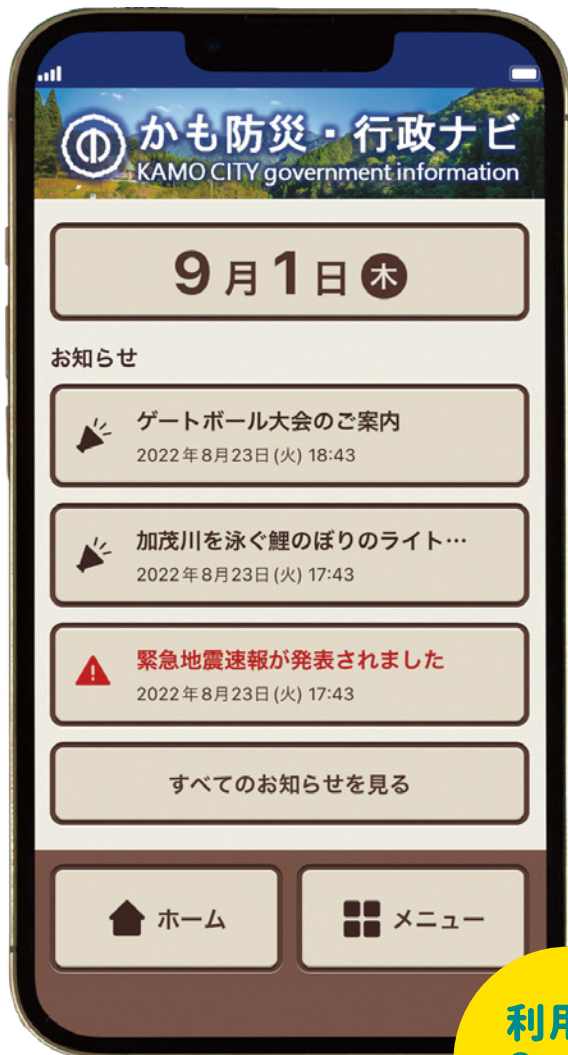 かも防災・行政ナビ
KAMO CITY government information
9月1日 木
お知らせ
ゲートボール大会のご案内
2022年8月23日(火) 18:43
加茂川を泳ぐ鯉のぼりのライト…
2022年8月23日(火) 17:43
緊急地震速報が発表されました
2022年8月23日(火) 17:43
すべてのお知らせを見る
ホーム
メニュー
利用